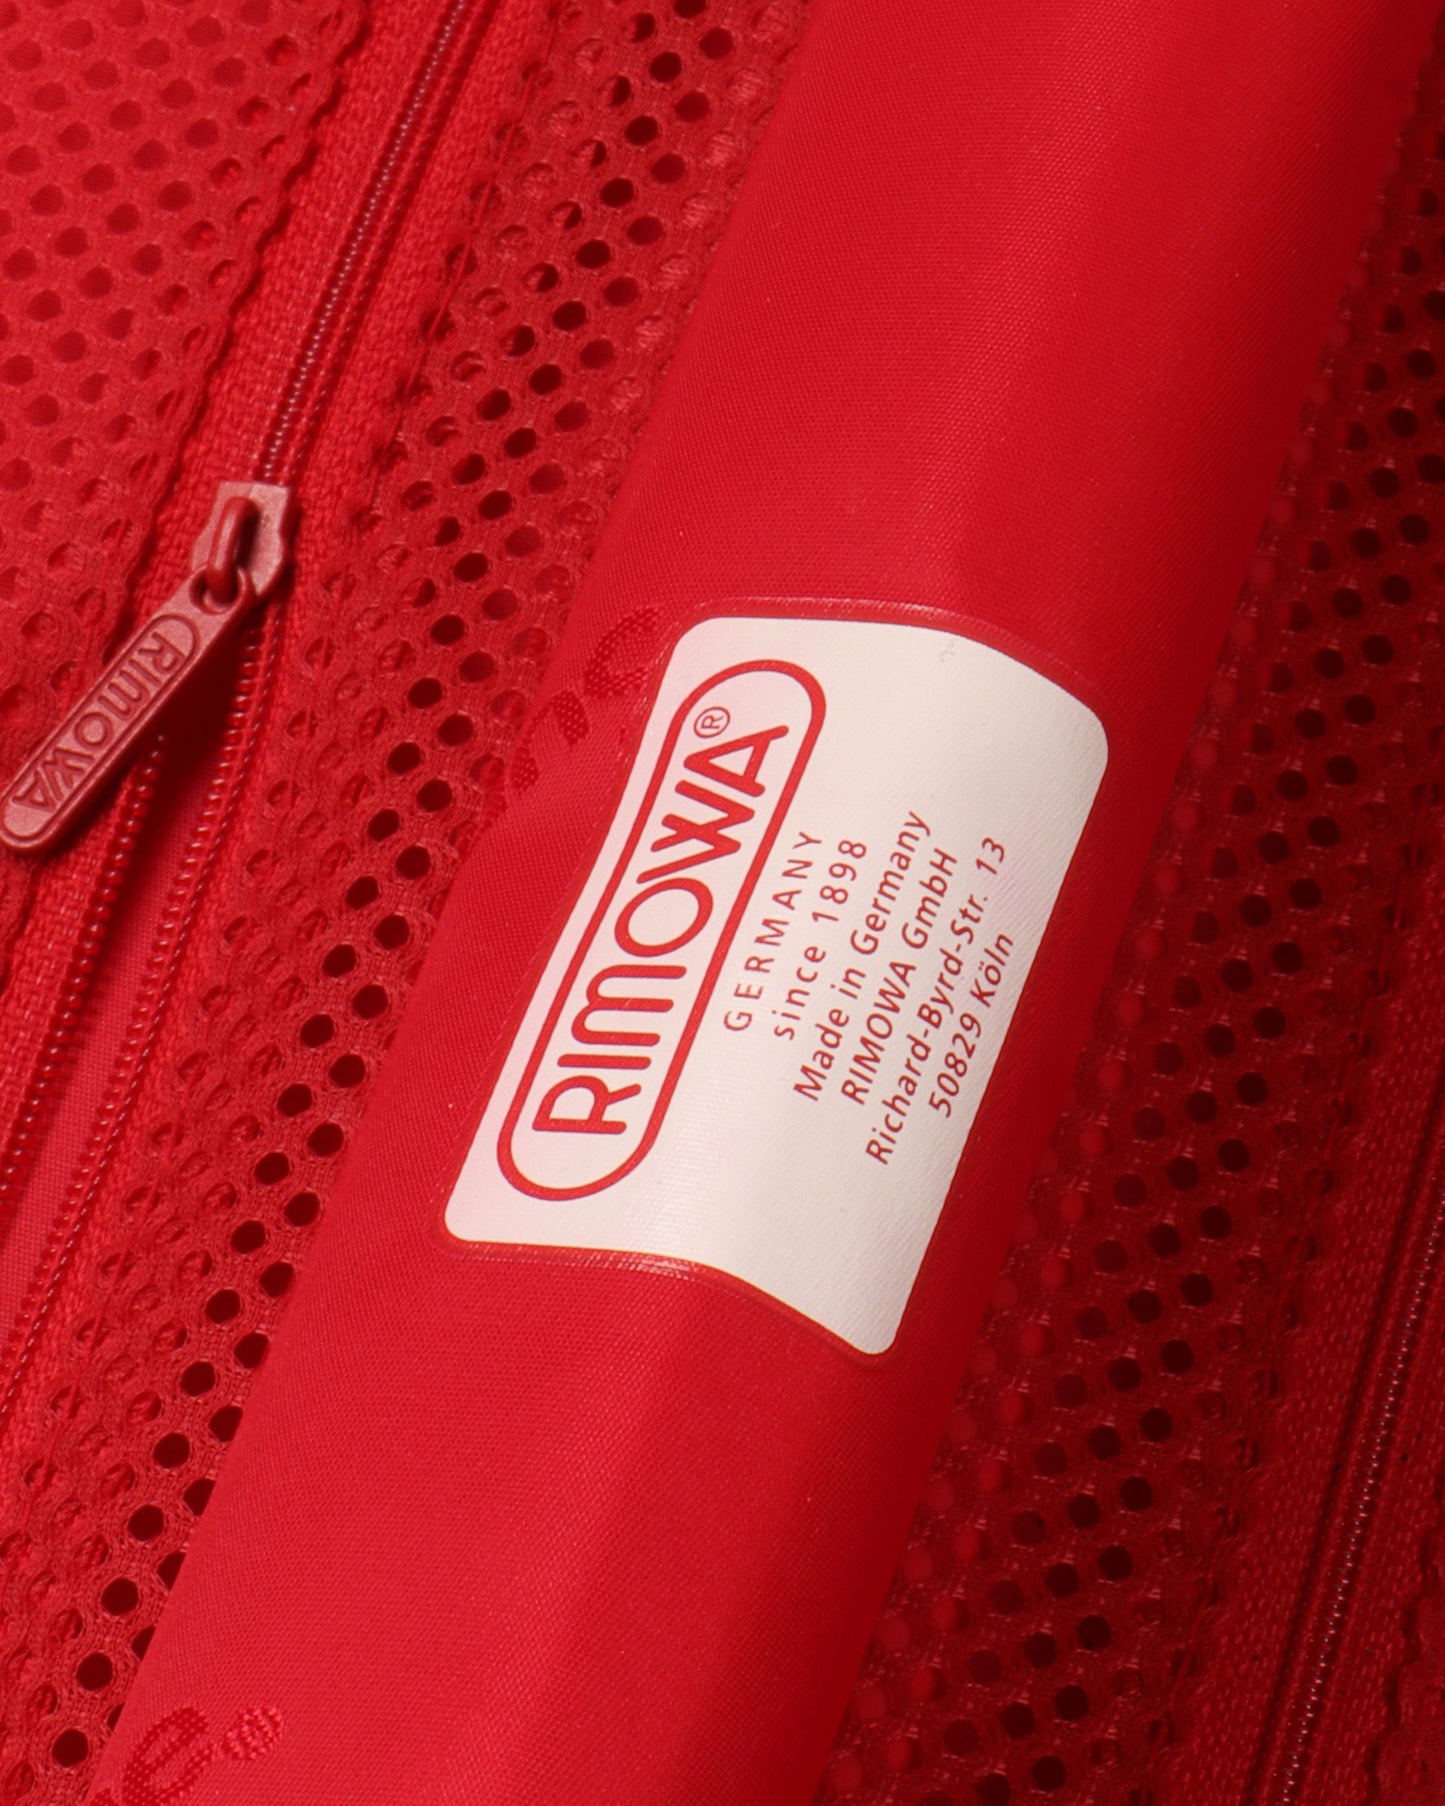 RIMOWA
RIMOWA®
GERMANY
since 1898
Made in Germany
RIMOWA GmbH
Richard-Byrd-Str. 13
50829 Köln